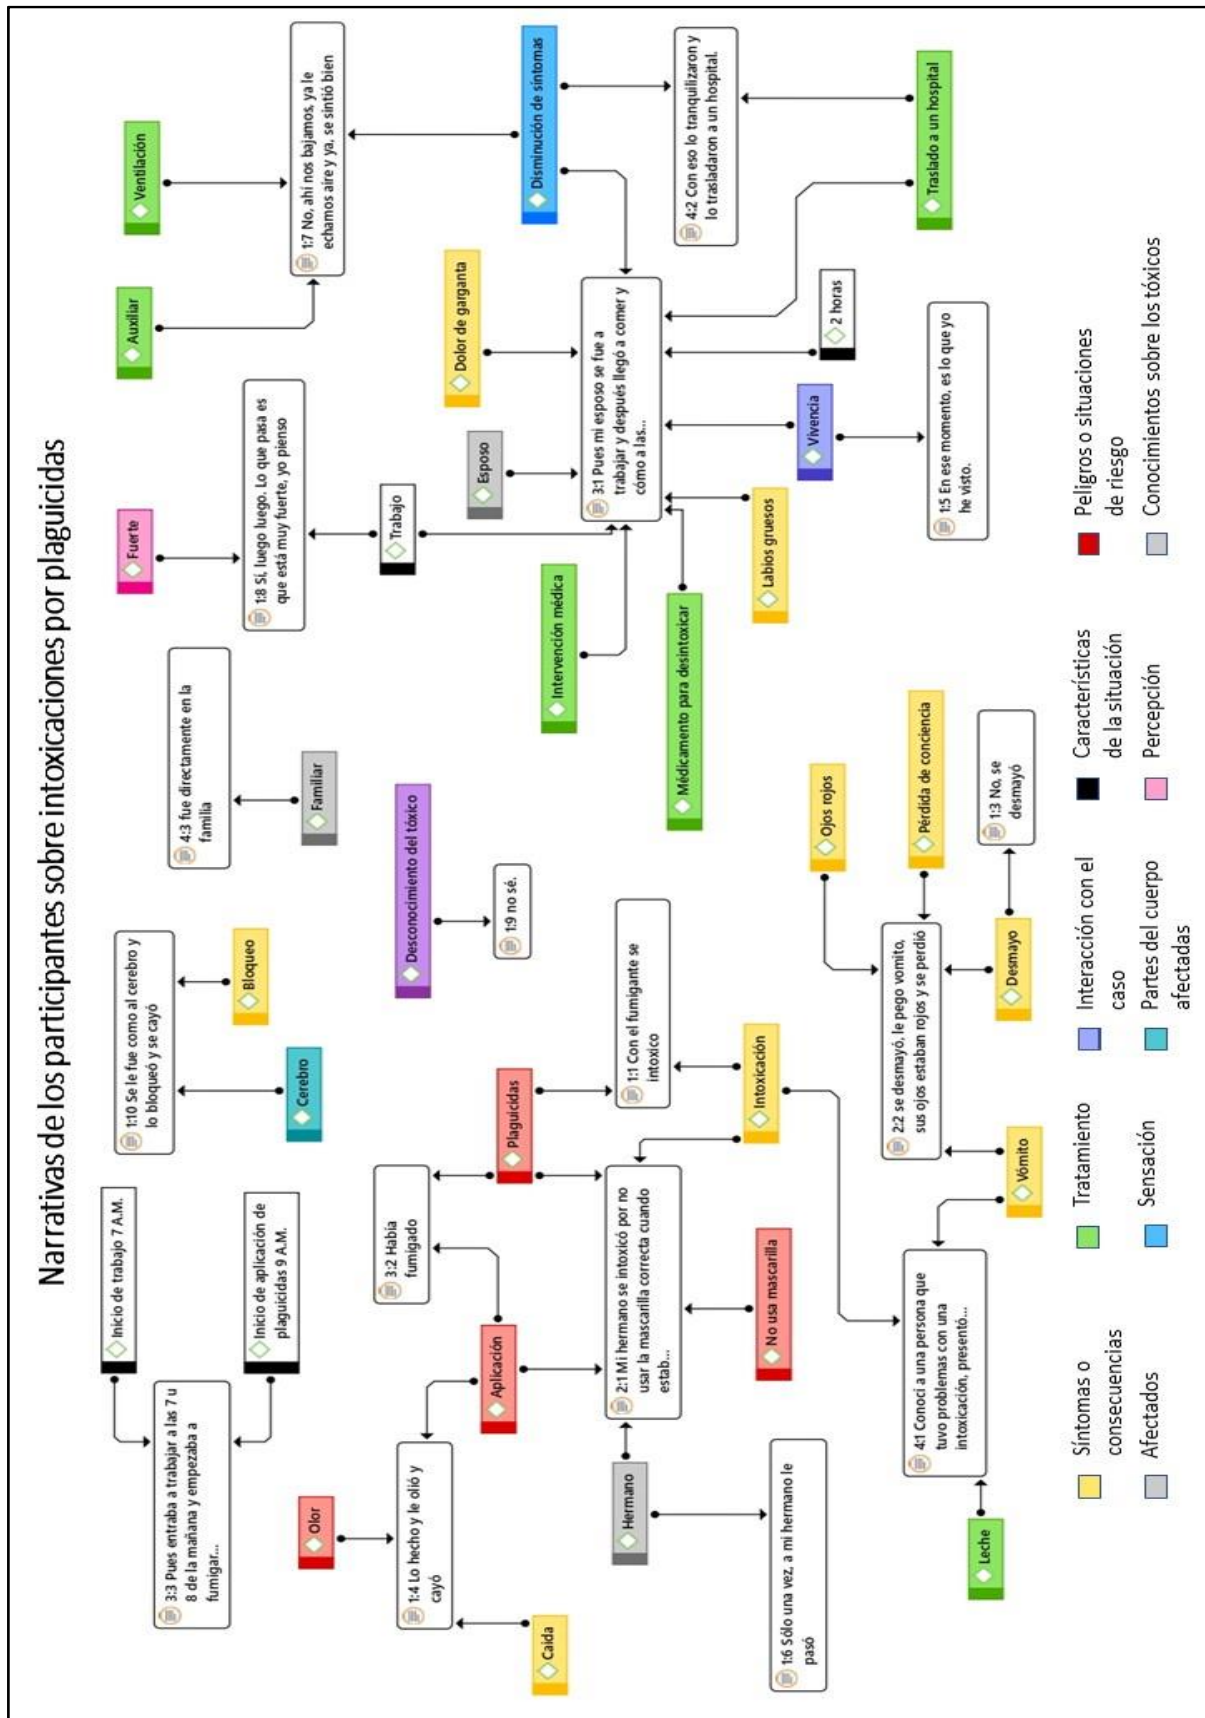 Narrativas de los participantes sobre intoxicaciones por plaguicidas
Inicio de trabajo 7 A.M.
3:3 Pues entraba a trabajar a las 7 u
8 de la mañana y empezaba a
fumigar...
Inicio de aplicación de
plaguicidas 9 A.M.
1:10 Se le fue como al cerebro y
lo bloqueó y se cayó
Bloqueo
Cerebro
4:3 fue directamente en la
familia
Familiar
Fuerte
1:8 Sí, luego luego. Lo que pasa es
que está muy fuerte, yo pienso
Trabajo
Auxiliar
Ventilación
1:7 No, ahí nos bajamos, ya le
echamos aire y ya, se sintió bien
Olor
1:4 Lo hecho y le olió y
cayó
Caida
Aplicación
3:2 Había
fumigado
Plaguicidas
Desconocimiento del tóxico
1:9 no sé.
Esposo
Dolor de garganta
Disminución de síntomas
Hermano
2:1 Mi hermano se intoxicó por no
usar la mascarilla correcta cuando
estab...
1:1 Con el fumigante se
intoxico
Intervención médica
3:1 Pues mi esposo se fue a
trabajar y después llegó a comer y
cómo a las...
4:2 Con eso lo tranquilizaron y
lo trasladaron a un hospital.
1:6 Sólo una vez, a mi hermano le
pasó
No usa mascarilla
Intoxicación
Médicamento para desintoxicar
Labios gruesos
Vivencia
2 horas
Ojos rojos
Leche
4:1 Conocí a una persona que
tuvo problemas con una
intoxicación, presentó...
Vómito
2:2 se desmayó, le pego vomito,
sus ojos estaban rojos y se perdió
Pérdida de conciencia
Desmayo
1:3 No, se
desmayó
1:5 En ese momento, es lo que yo
he visto.
Traslado a un hospital
Síntomas o
consecuencias
Tratamiento
Interación con el
caso
Características
de la situación
Peligros o situaciones
de riesgo
Afectados
Sensación
Partes del cuerpo
afectadas
Percepción
Conocimientos sobre los tóxicos